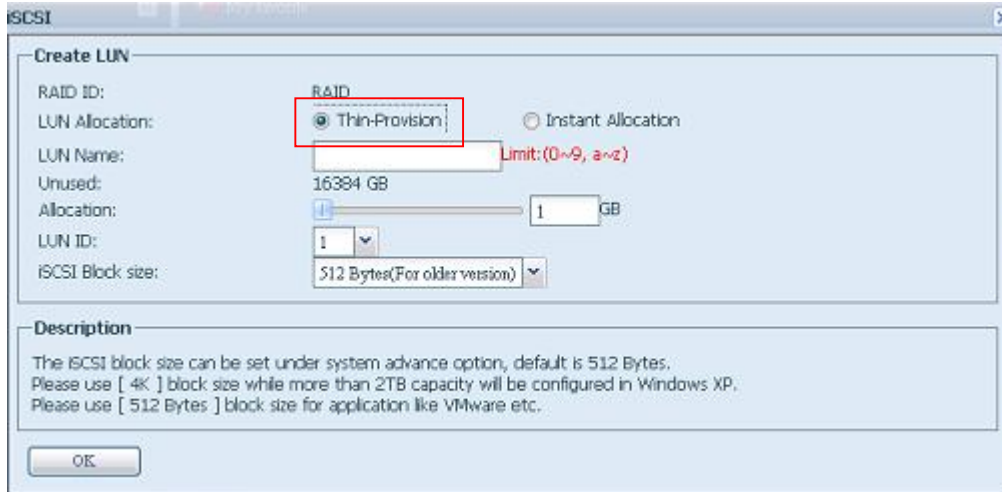 iSCSI
My favorite
Create LUN
RAID ID: RAID
LUN Allocation: Thin-Provision Instant Allocation
LUN Name: Limit:(0~9, a~z)
Unused: 16384 GB
Allocation: 1 GB
LUN ID: 1
iSCSI Block size: 512 Bytes(For older version)
Description
The iSCSI block size can be set under system advance option, default is 512 Bytes.
Please use [ 4K ] block size while more than 2TB capacity will be configured in Windows XP.
Please use [ 512 Bytes ] block size for application like VMware etc.
OK